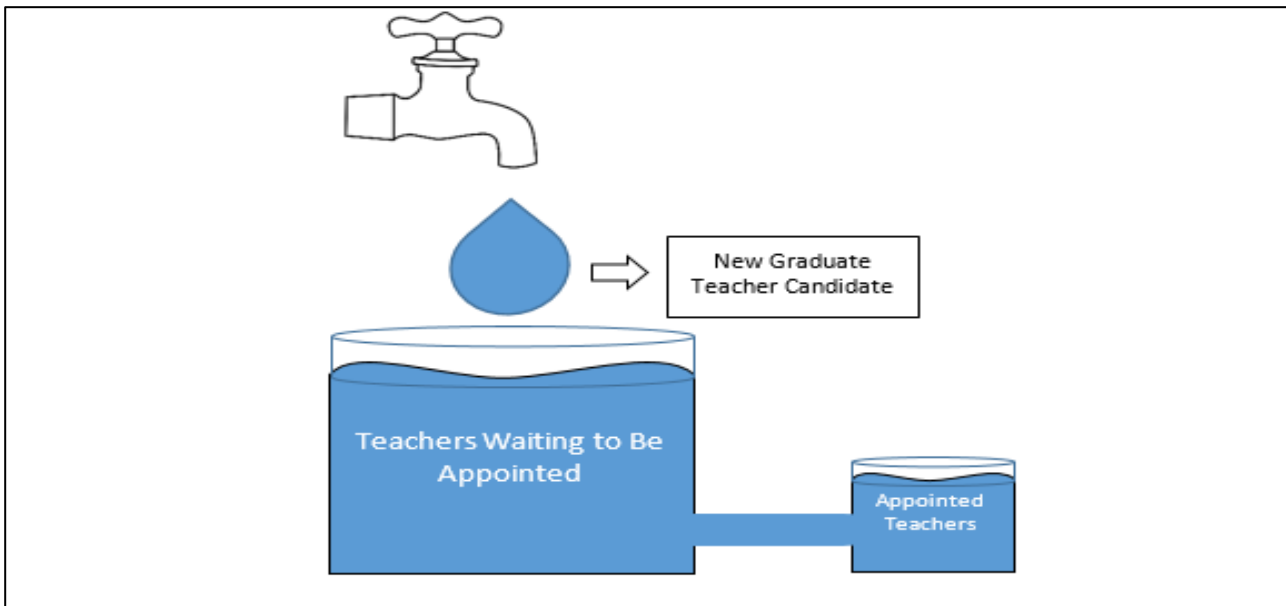 New Graduate
Teacher Candidate
Teachers Waiting to Be
Appointed
Appointed
Teachers